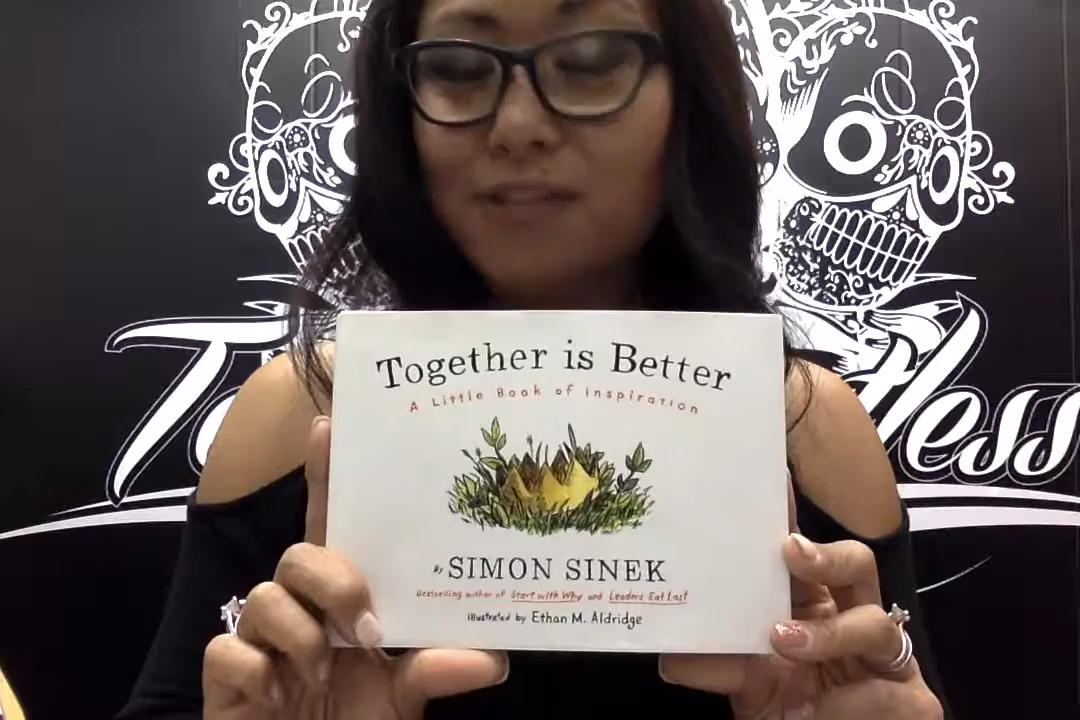 Together is Better
A Little Book of Inspiration
By SIMON SINEK
Bestselling author of Start with Why and Leaders Eat Last
Illustrated by Ethan M. Aldridge